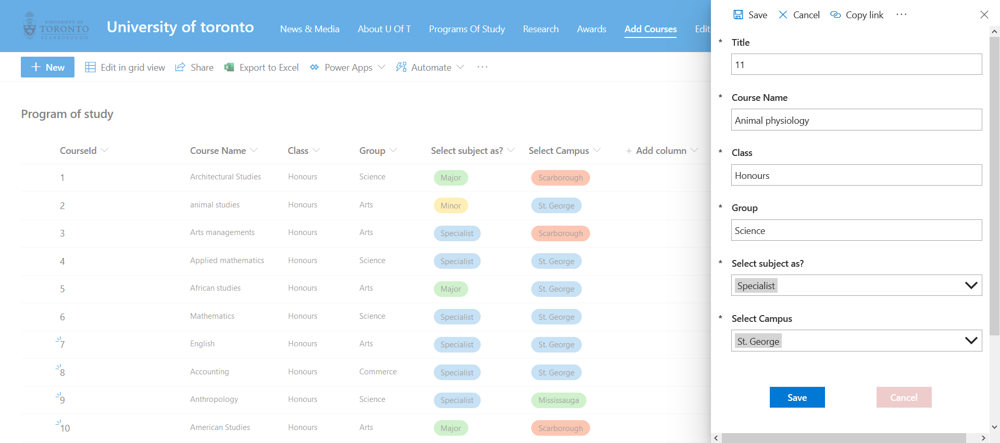 UNIVERSITY OF
TORONTO
SCARBOROUGH
University of toronto
News & Media About U Of T Programs Of Study Research Awards Add Courses Edit
+ New Edit in grid view Share Export to Excel Power Apps Automate ...
Program of study
CourseId Course Name Class Group Select subject as? Select Campus + Add column
1 Architectural Studies Honours Science Major Scarborough
2 animal studies Honours Arts Minor St. George
3 Arts managements Honours Arts Specialist Scarborough
4 Applied mathematics Honours Science Specialist St. George
5 African studies Honours Arts Major St. George
6 Mathematics Honours Science Specialist St. George
7 English Honours Arts Specialist St. George
8 Accounting Honours Commerce Specialist St. George
9 Anthropology Honours Science Specialist Mississauga
10 American Studies Honours Arts Major Scarborough
Save Cancel Copy link ...
* Title
11
* Course Name
Animal physiology
* Class
Honours
* Group
Science
* Select subject as?
Specialist
* Select Campus
St. George
Save Cancel